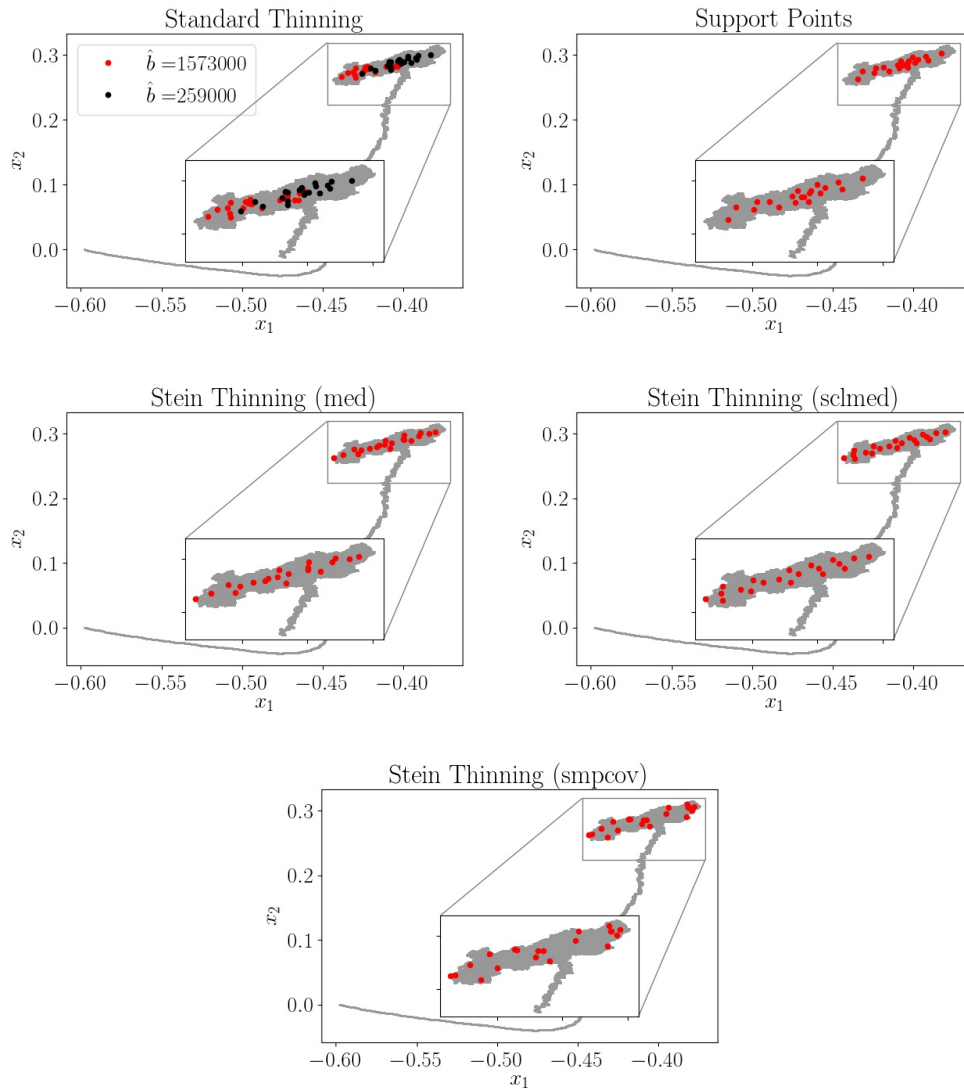 Standard Thinning
b̂ =1573000
b̂ =259000
0.3
0.2
0.1
0.0
x₂
−0.60
−0.55
−0.50
−0.45
−0.40
x₁
Support Points
0.3
0.2
0.1
0.0
x₂
−0.60
−0.55
−0.50
−0.45
−0.40
x₁
Stein Thinning (med)
0.3
0.2
0.1
0.0
x₂
−0.60
−0.55
−0.50
−0.45
−0.40
x₁
Stein Thinning (sclmed)
0.3
0.2
0.1
0.0
x₂
−0.60
−0.55
−0.50
−0.45
−0.40
x₁
Stein Thinning (smpcov)
0.3
0.2
0.1
0.0
x₂
−0.60
−0.55
−0.50
−0.45
−0.40
x₁